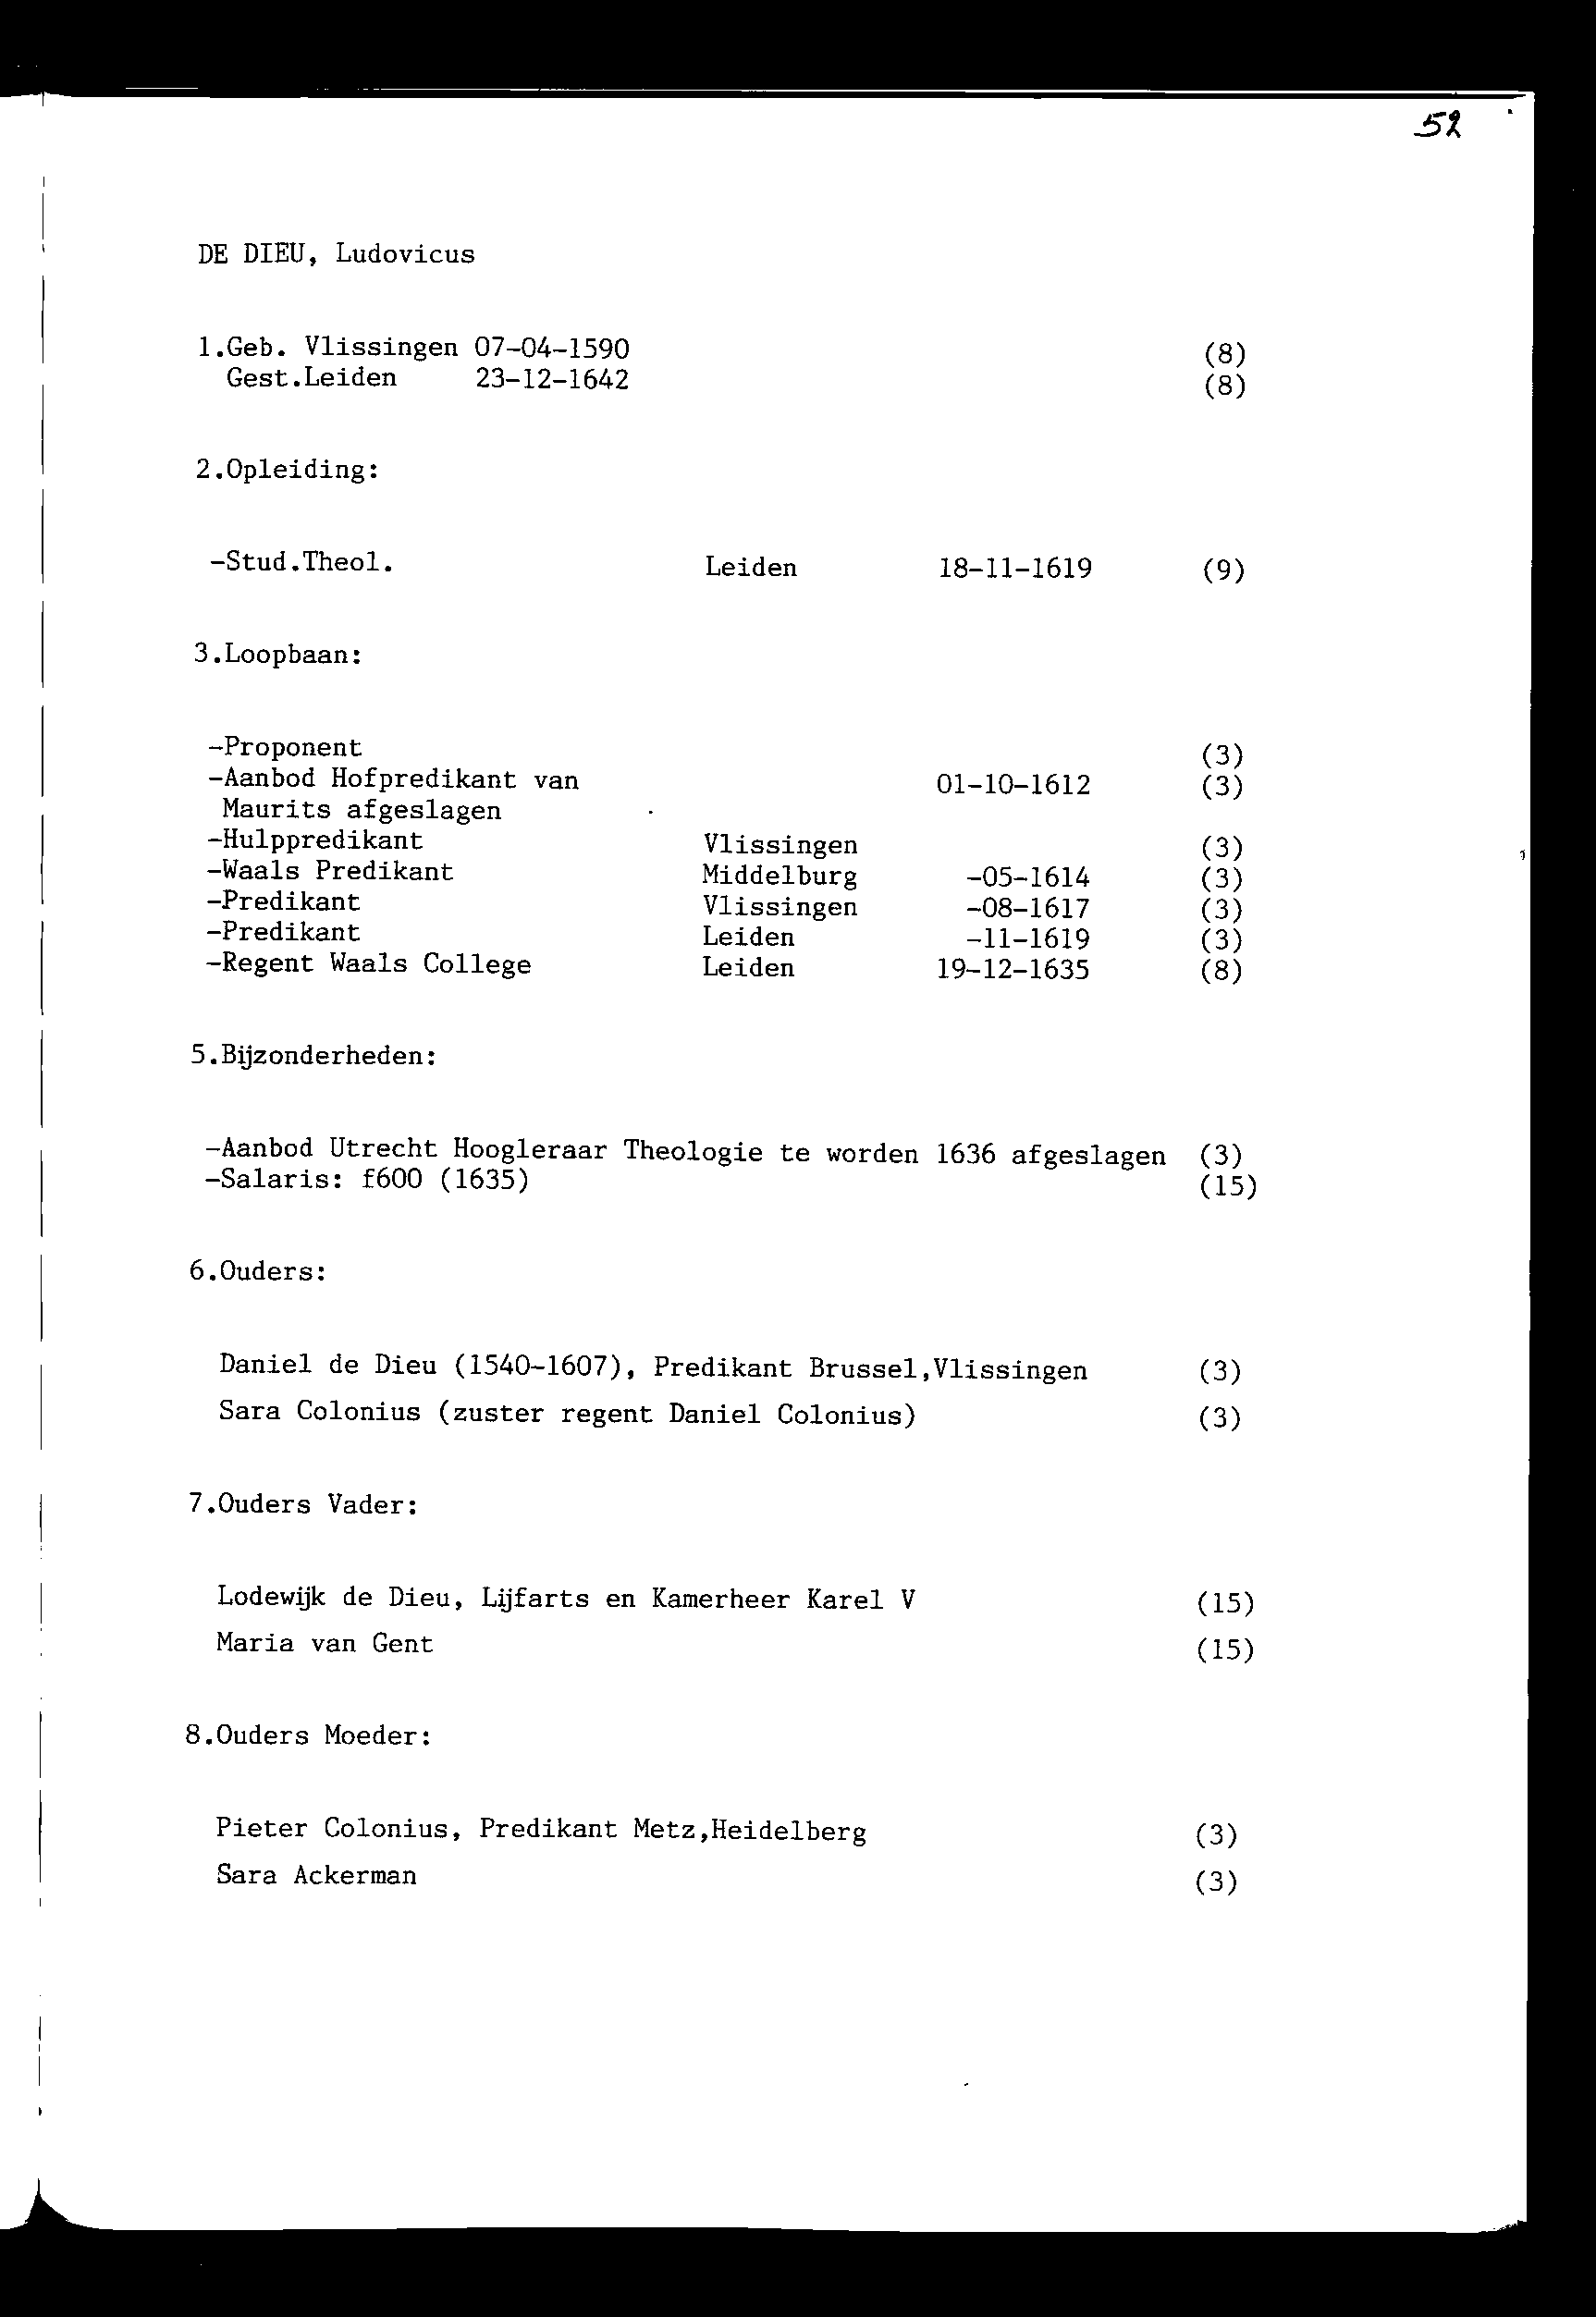 52
DE DIEU, Ludovicus
1.Geb. Vlissingen 07-04-1590 (8)
Gest.Leiden 23-12-1642 (8)
2.Opleiding:
-Stud.Theol. Leiden 18-11-1619 (9)
3.Loopbaan:
-Proponent (3)
-Aanbod Hofpredikant van 01-10-1612 (3)
Maurits afgeslagen
-Hulppredikant Vlissingen (3)
-Waals Predikant Middelburg -05-1614 (3)
-Predikant Vlissingen -08-1617 (3)
-Predikant Leiden -11-1619 (3)
-Regent Waals College Leiden 19-12-1635 (8)
5.Bijzonderheden:
-Aanbod Utrecht Hoogleraar Theologie te worden 1636 afgeslagen (3)
-Salaris: f600 (1635) (15)
6.Ouders:
Daniel de Dieu (1540-1607), Predikant Brussel,Vlissingen (3)
Sara Colonius (zuster regent Daniel Colonius) (3)
7.Ouders Vader:
Lodewijk de Dieu, Lijfarts en Kamerheer Karel V (15)
Maria van Gent (15)
8.Ouders Moeder:
Pieter Colonius, Predikant Metz,Heidelberg (3)
Sara Ackerman (3)